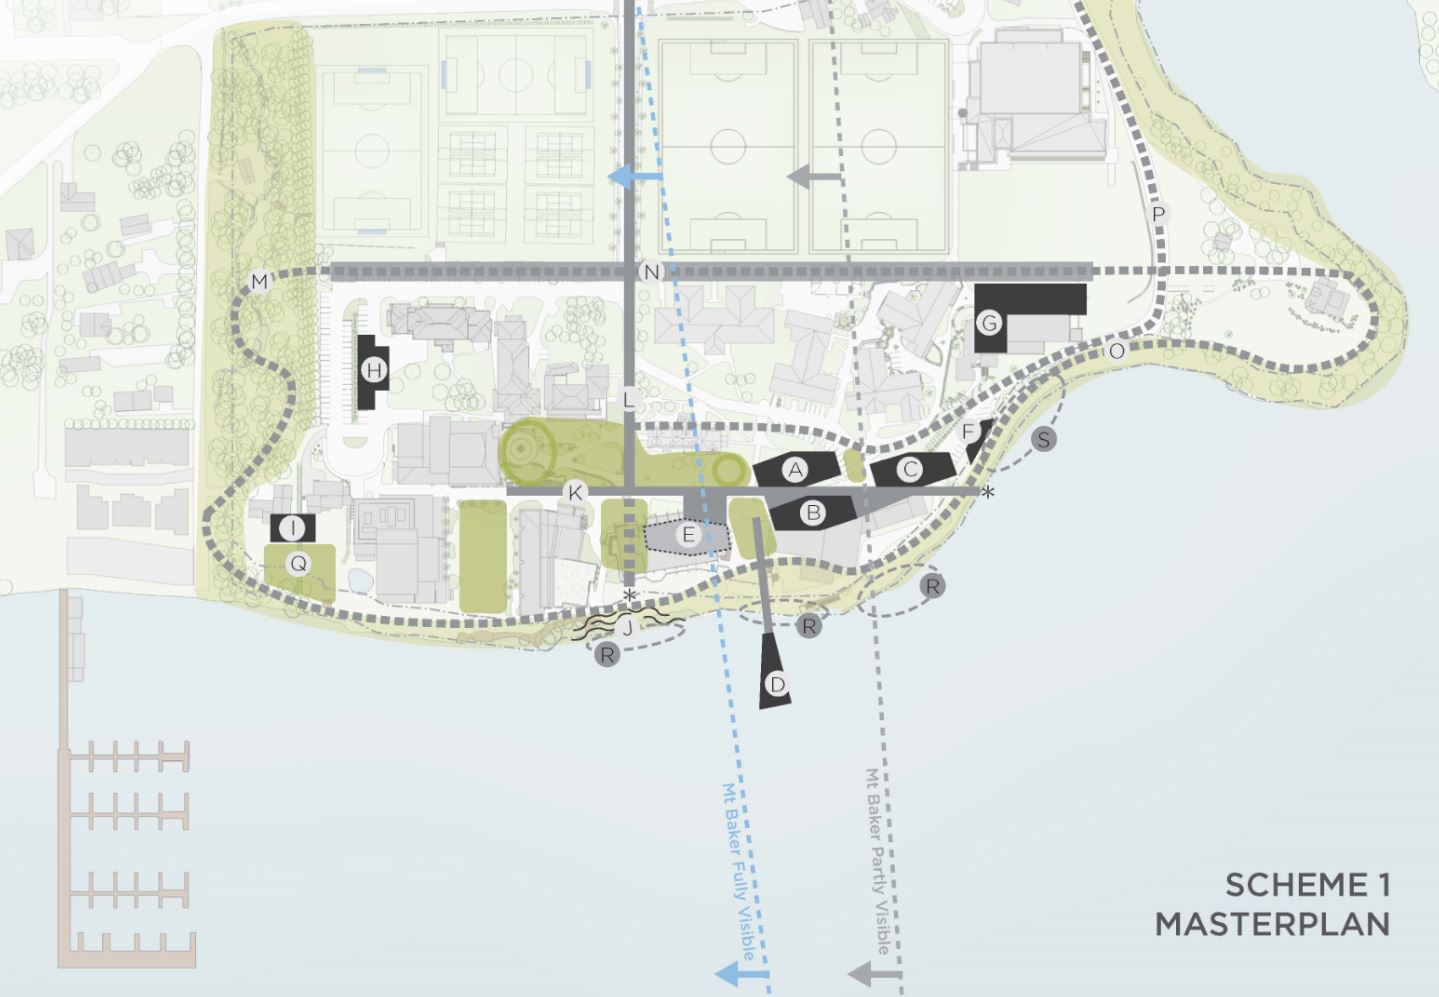 P
M
N
G
O
H
L
F
S
A
C
K
*
B
I
E
Q
R
*
J
R
R
D
Mt Baker Fully Visible
Mt Baker Partly Visible
SCHEME 1
MASTERPLAN